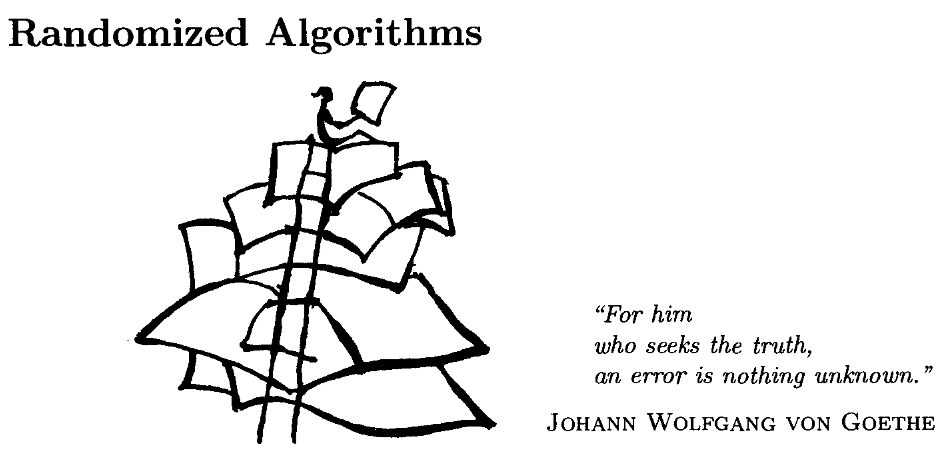 Randomized Algorithms
“For him
who seeks the truth,
an error is nothing unknown.”
JOHANN WOLFGANG VON GOETHE